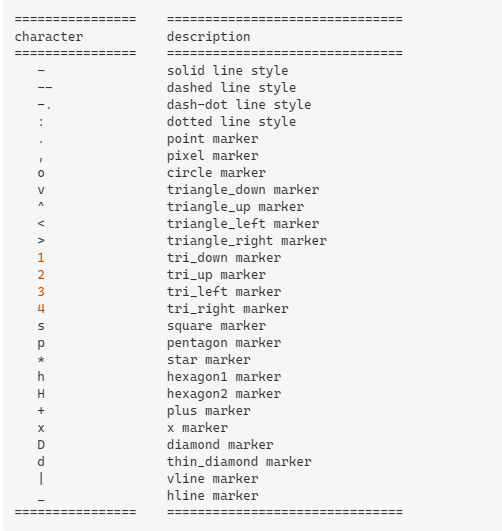 ================    ===============================
character           description
================    ===============================
   -                solid line style
   --               dashed line style
   -.               dash-dot line style
   :                dotted line style
   .                point marker
   ,                pixel marker
   o                circle marker
   v                triangle_down marker
   ^                triangle_up marker
   <                triangle_left marker
   >                triangle_right marker
   1                tri_down marker
   2                tri_up marker
   3                tri_left marker
   4                tri_right marker
   s                square marker
   p                pentagon marker
   *                star marker
   h                hexagon1 marker
   H                hexagon2 marker
   +                plus marker
   x                x marker
   D                diamond marker
   d                thin_diamond marker
   |                vline marker
   _                hline marker
================    ===============================